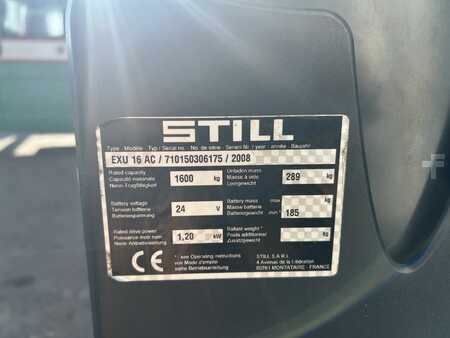 STILL
Type - Modèle - Typ / Serial no. - No. de série - Serien Nr / year - année - Baujahr
EXU 16 AC / 710150306175 / 2008
Rated capacity
Capacité nominale
Nenn-Tragfähigkeit
1600 kg
Unladen mass
Masse à vide
Leergewicht
289 kg
Battery voltage
Tension batterie
Batteriespannung
24 V
Battery mass max
Masse batterie
Batteriegewicht min
185 kg
Rated drive power
Puissance motr nom
Nenn Antriebsleistung
1,20 kW
Ballast weight *
Poids additionnel
Zusatzgewicht
kg
CE
* : see Operating instructions
voir Mode d'emploi
siehe Betriebsanleitung
STILL S.A.R.L
4 Avenue de la Libération
60761 MONTATAIRE - FRANCE